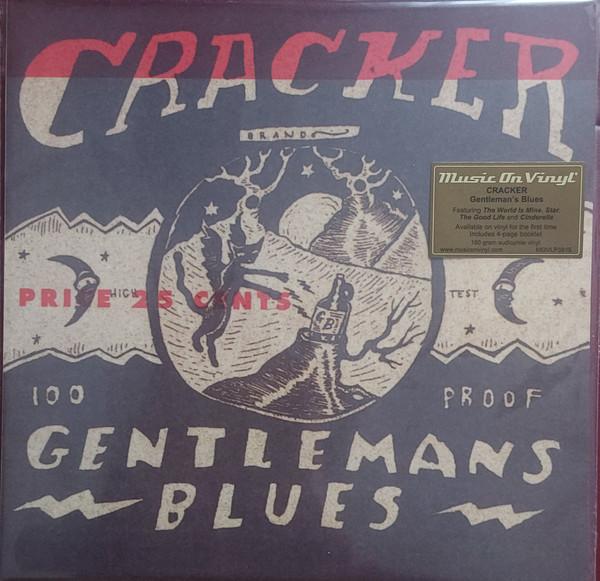 CRACKER
BRAND
Music On Vinyl
CRACKER
Gentleman's Blues
Featuring The World Is Mine, Star,
The Good Life and Cinderella
Available on vinyl for the first time
Includes 4-page booklet
180 gram audiophile vinyl
www.musiconvinyl.com
HIGH
TEST
PRICE 25 CENTS
GB
100
PROOF
GENTLEMANS
BLUES